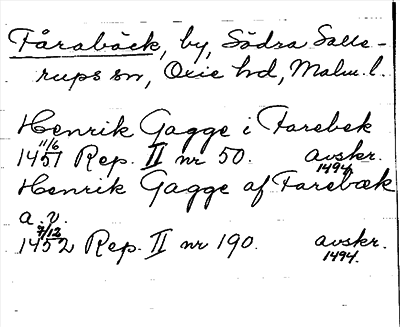 Fårabäck, by, Södra Salle-
rups sn, Oxie hd, Malm. l.
Henrik Gagge i Farebek
11/6
1451 Rep. II nr 50. avskr.
1494.
Henrik Gagge af Farebæk
a. v.
7/12
1452 Rep. II nr 190. avskr.
1494.